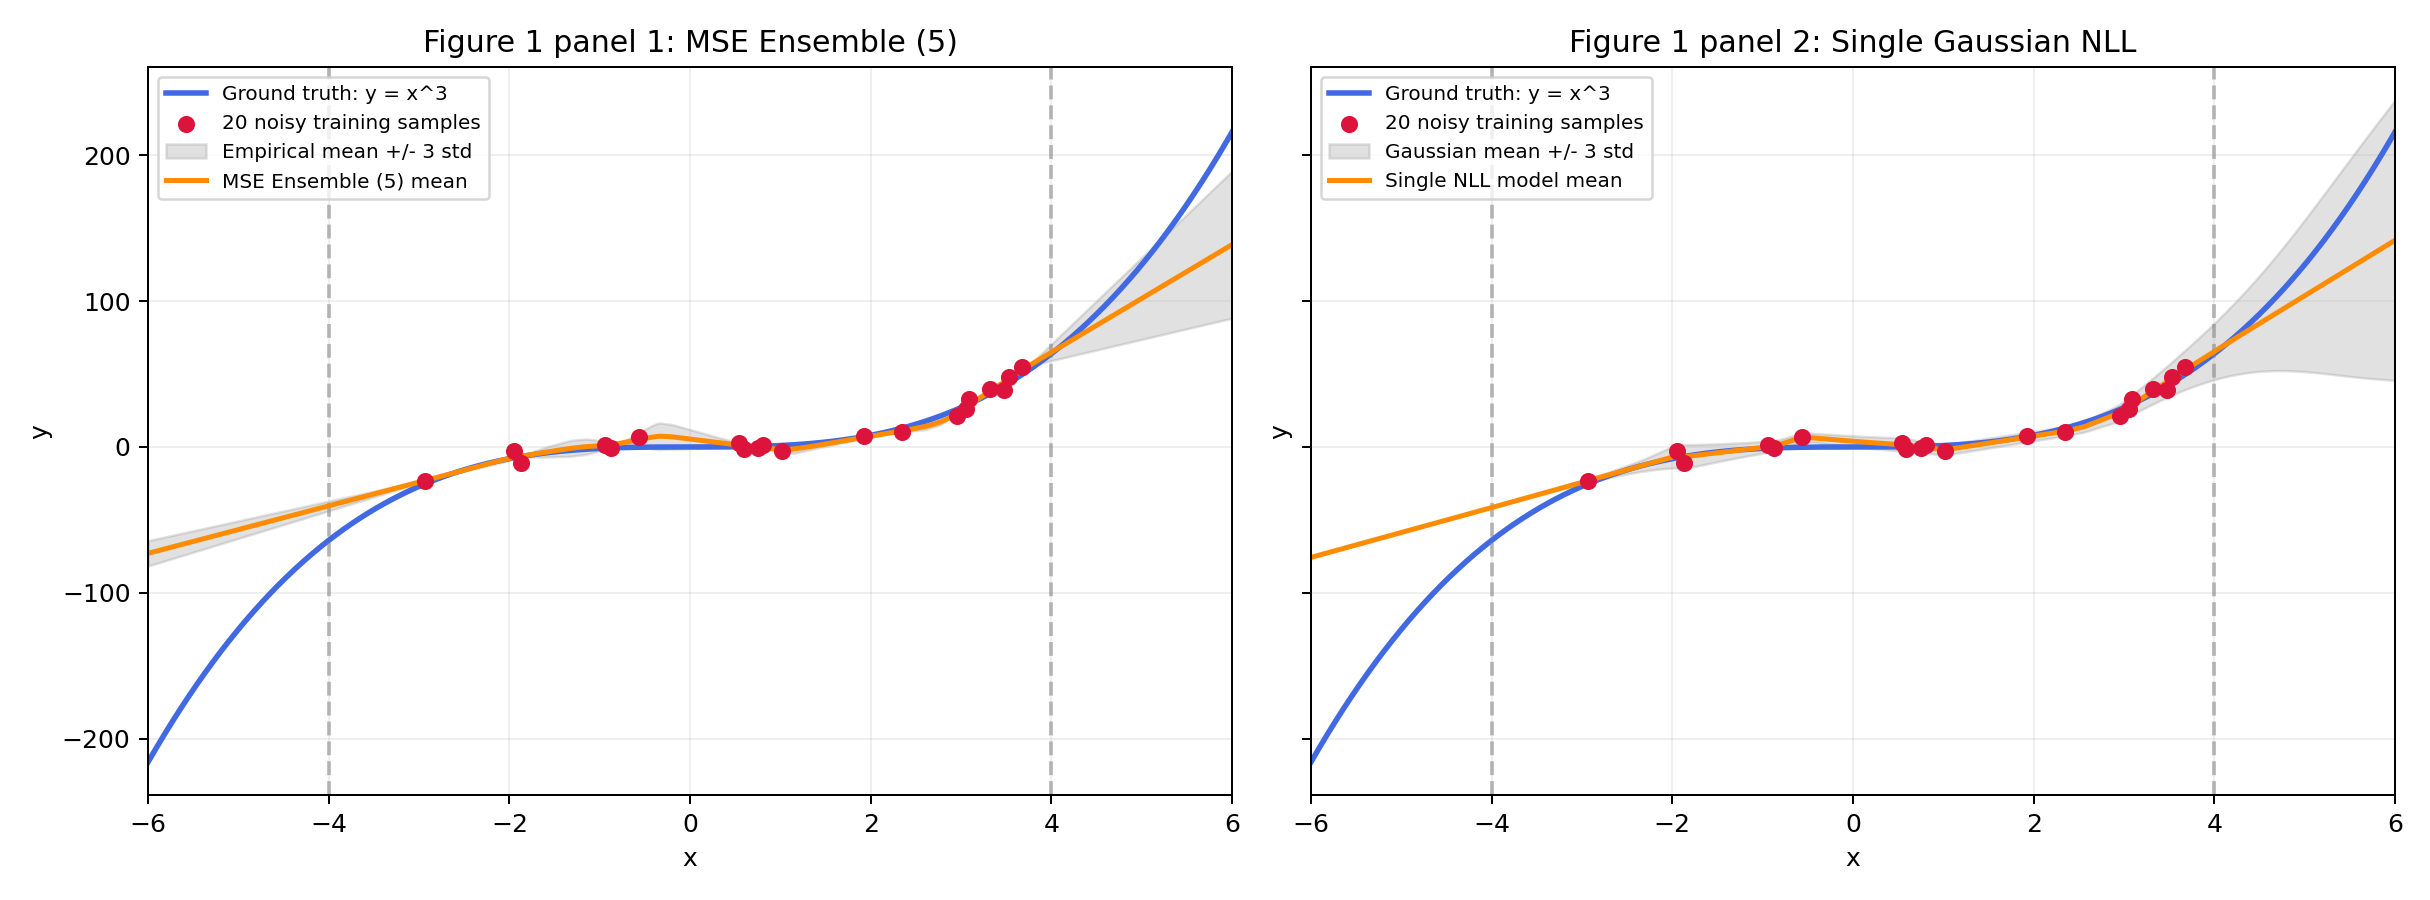 Figure 1 panel 1: MSE Ensemble (5)
Ground truth: y = x^3
20 noisy training samples
Empirical mean +/- 3 std
MSE Ensemble (5) mean
200
100
0
−100
−200
y
−6 −4 −2 0 2 4 6
x
Figure 1 panel 2: Single Gaussian NLL
Ground truth: y = x^3
20 noisy training samples
Gaussian mean +/- 3 std
Single NLL model mean
y
−6 −4 −2 0 2 4 6
x